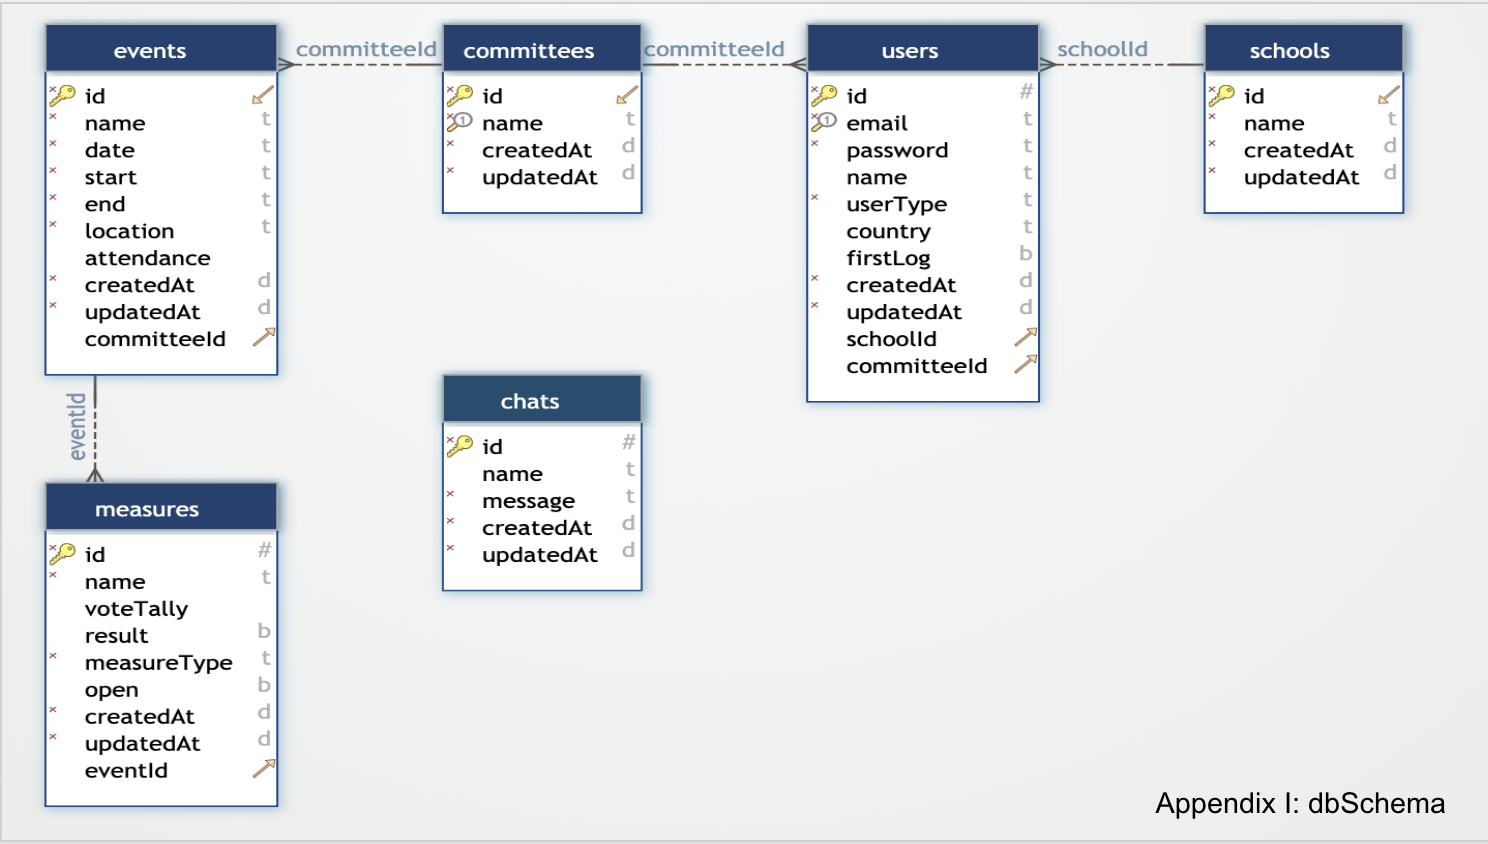 events
committeeId
committees
committeeId
users
schoolId
schools
id
name t
date t
start t
end t
location t
attendance
createdAt d
updatedAt d
committeeId
id
1 name t
createdAt d
updatedAt d
id #
1 email t
password t
name t
userType t
country t
firstLog b
createdAt d
updatedAt d
schoolId
committeeId
id
name t
createdAt d
updatedAt d
eventId
chats
id #
name t
message t
createdAt d
updatedAt d
measures
id #
name t
voteTally
result b
measureType t
open b
createdAt d
updatedAt d
eventId
Appendix I: dbSchema